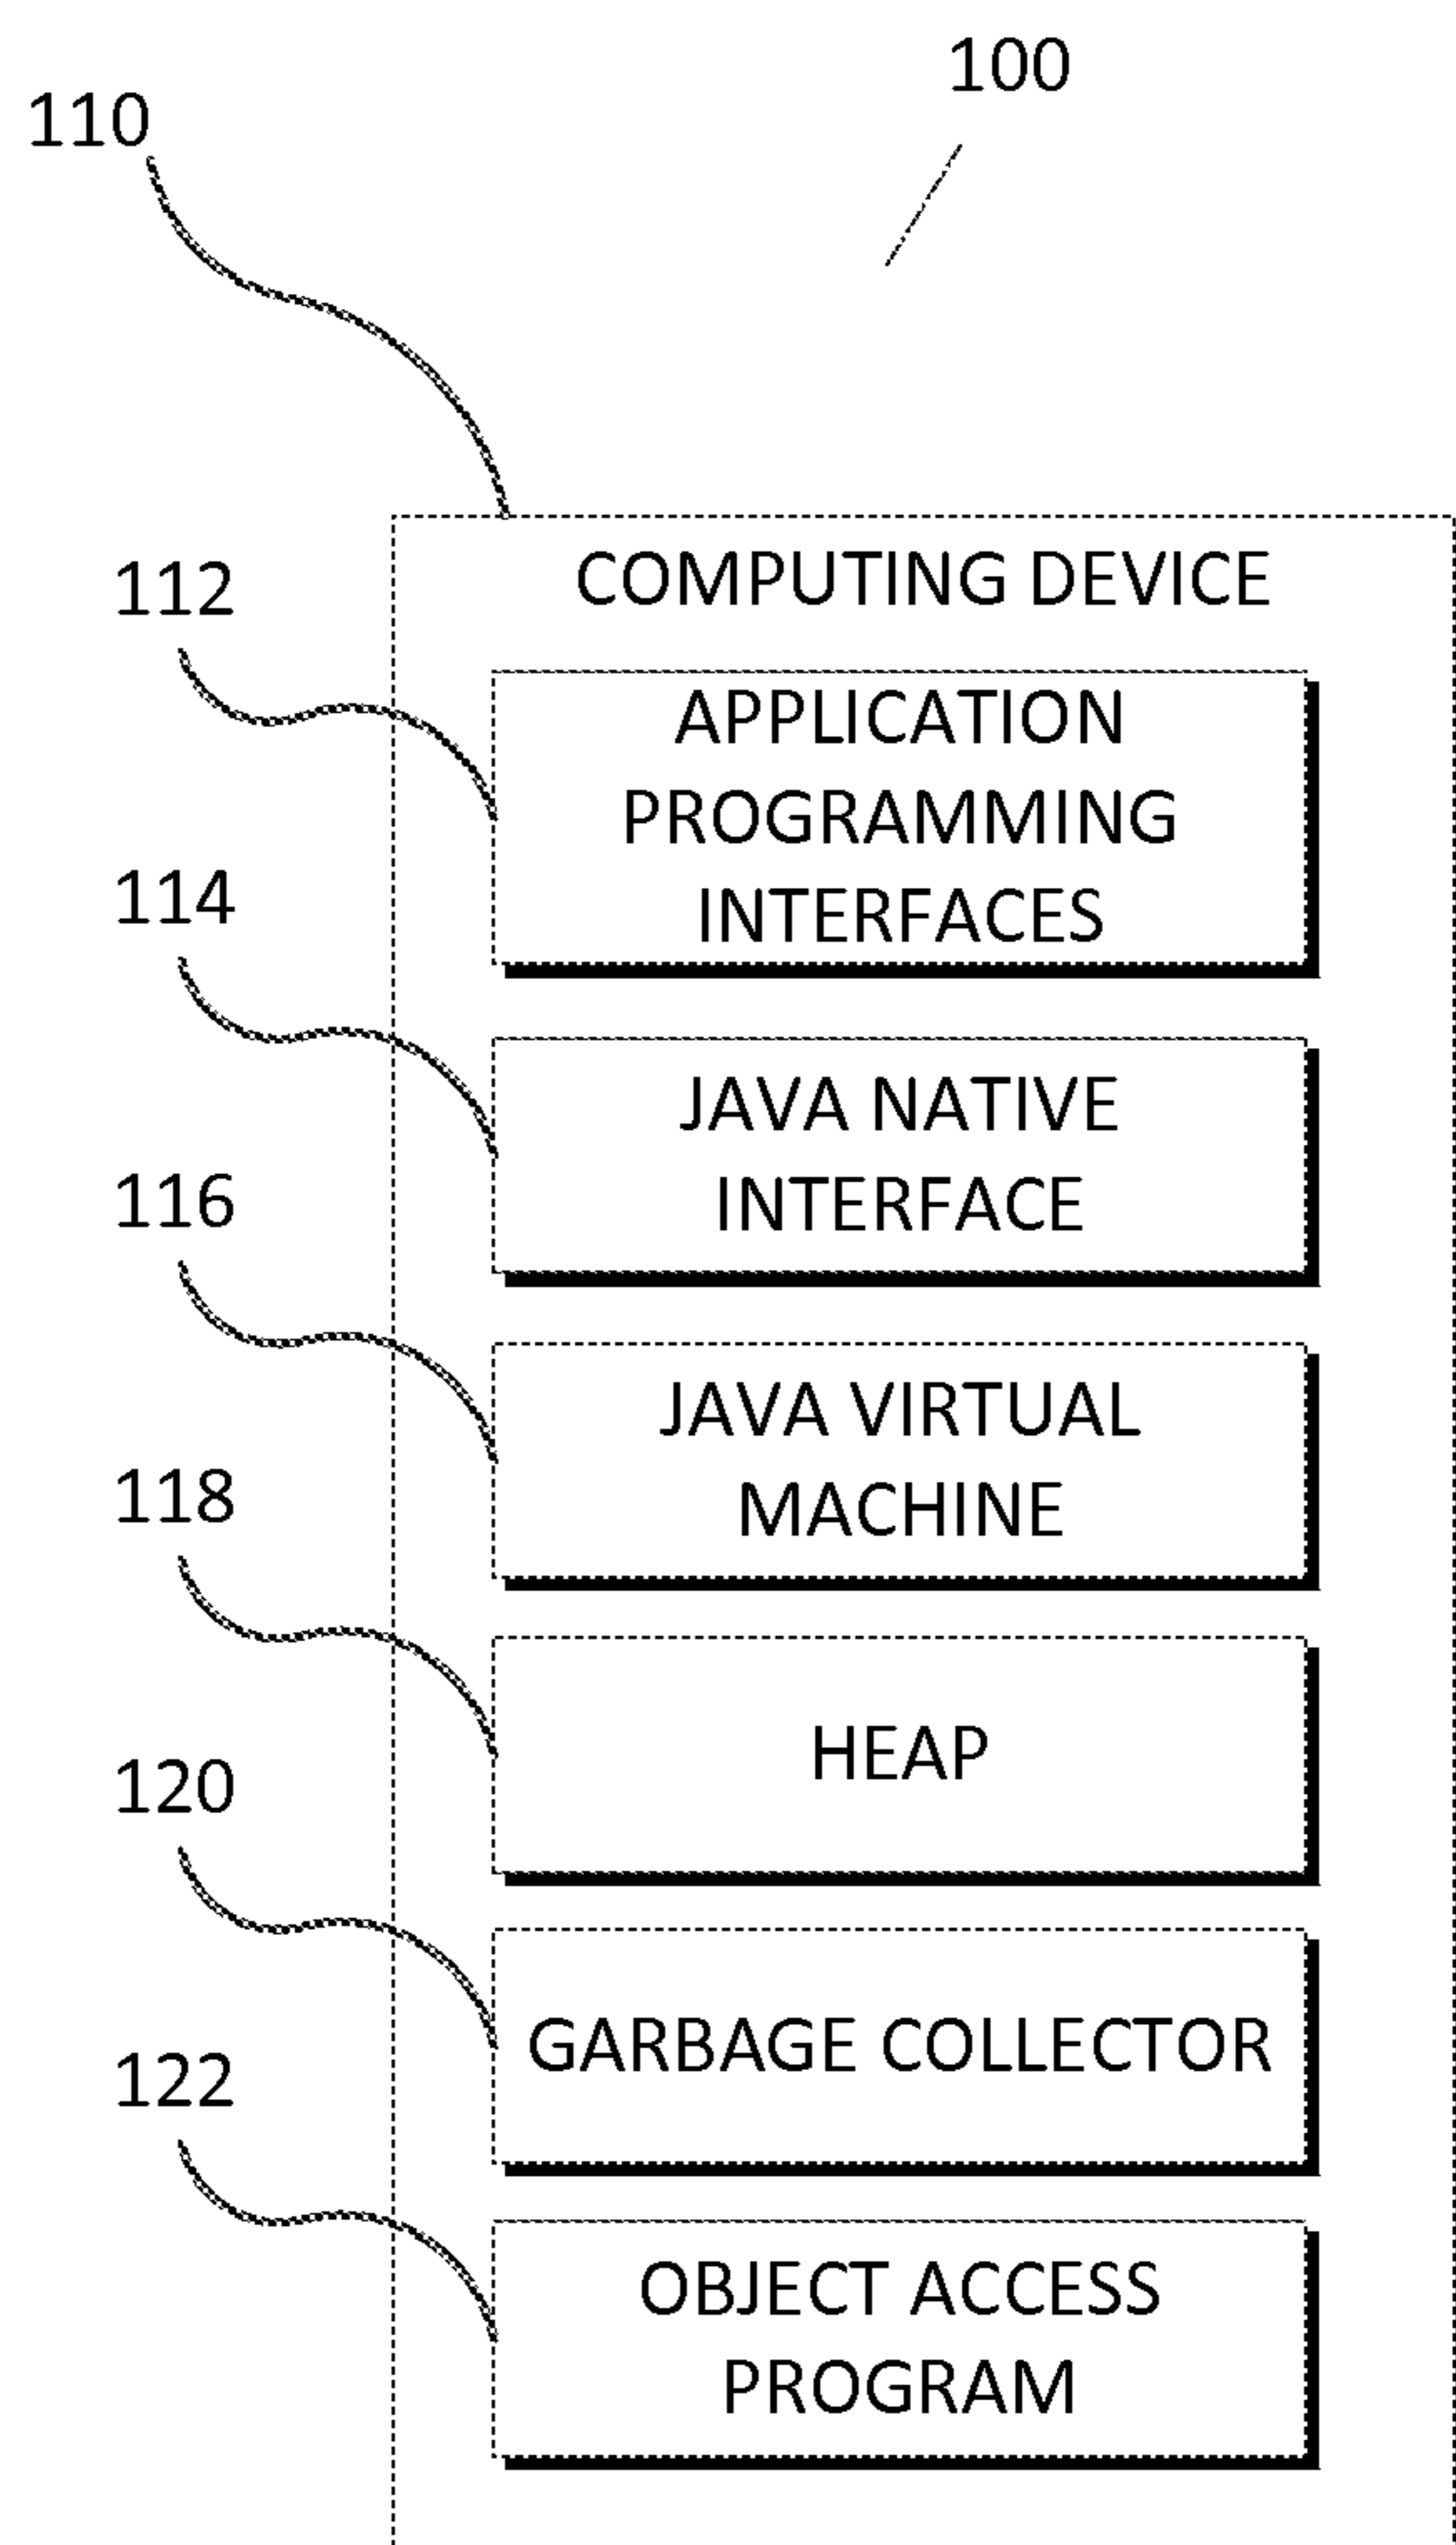 100
110
COMPUTING DEVICE
112
APPLICATION
PROGRAMMING
INTERFACES
114
JAVA NATIVE
INTERFACE
116
JAVA VIRTUAL
MACHINE
118
HEAP
120
GARBAGE COLLECTOR
122
OBJECT ACCESS
PROGRAM